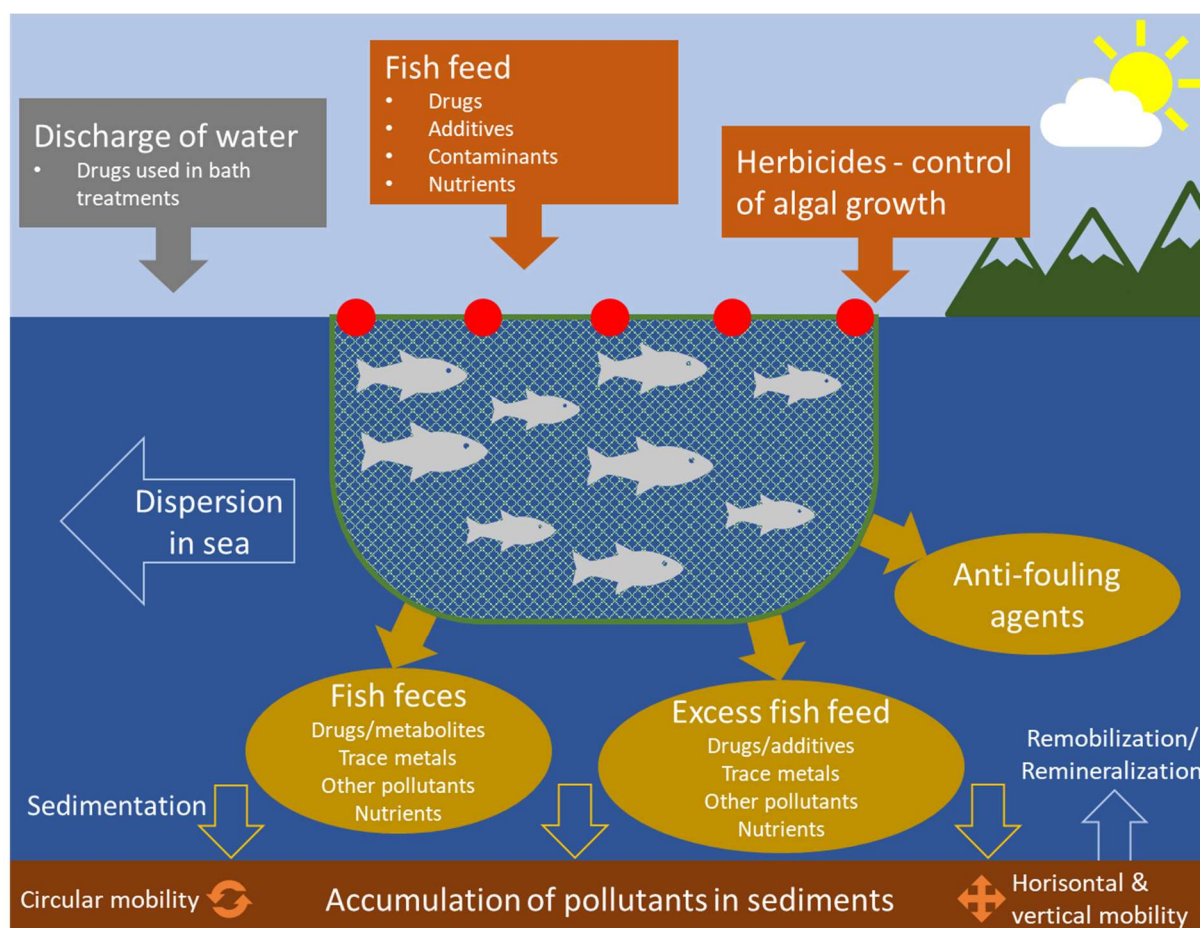 Discharge of water
• Drugs used in bath
treatments
Fish feed
• Drugs
• Additives
• Contaminants
• Nutrients
Herbicides - control
of algal growth
Dispersion
in sea
Anti-fouling
agents
Fish feces
Drugs/metabolites
Trace metals
Other pollutants
Nutrients
Excess fish feed
Drugs/additives
Trace metals
Other pollutants
Nutrients
Remobilization/
Remineralization
Sedimentation
Circular mobility
Accumulation of pollutants in sediments
Horisontal &
vertical mobility